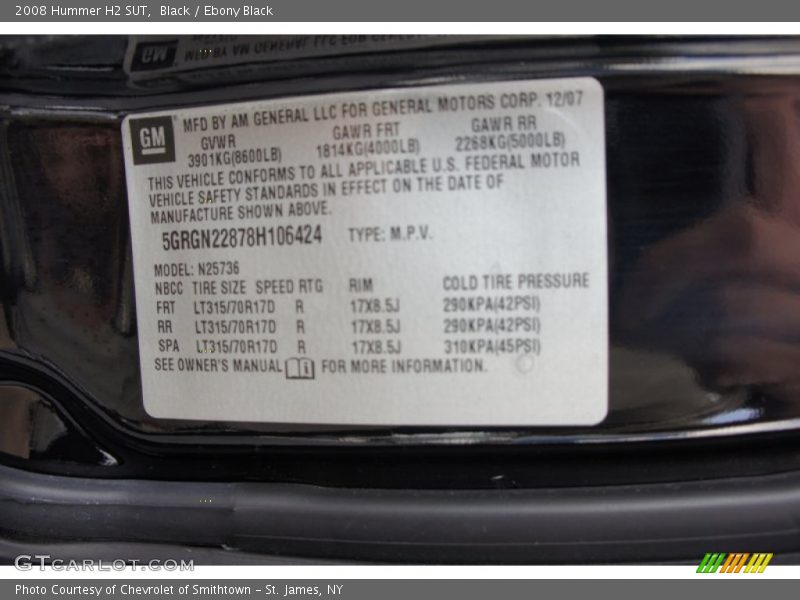 2008 Hummer H2 SUT,  Black / Ebony Black
GM
MFD BY AM GENERAL LLC FOR GENERAL MOTORS CORP. 12/07
GVWR GAWR FRT GAWR RR
3901KG(8600LB) 1814KG(4000LB) 2268KG(5000LB)
THIS VEHICLE CONFORMS TO ALL APPLICABLE U.S. FEDERAL MOTOR
VEHICLE SAFETY STANDARDS IN EFFECT ON THE DATE OF
MANUFACTURE SHOWN ABOVE.
5GRGN22878H106424 TYPE: M.P.V.
MODEL: N25736
NBCC TIRE SIZE SPEED RTG RIM COLD TIRE PRESSURE
FRT LT315/70R17D R 17X8.5J 290KPA(42PSI)
RR LT315/70R17D R 17X8.5J 290KPA(42PSI)
SPA LT315/70R17D R 17X8.5J 310KPA(45PSI)
SEE OWNER'S MANUAL FOR MORE INFORMATION.
GTCARLOT.COM
Photo Courtesy of Chevrolet of Smithtown - St. James, NY